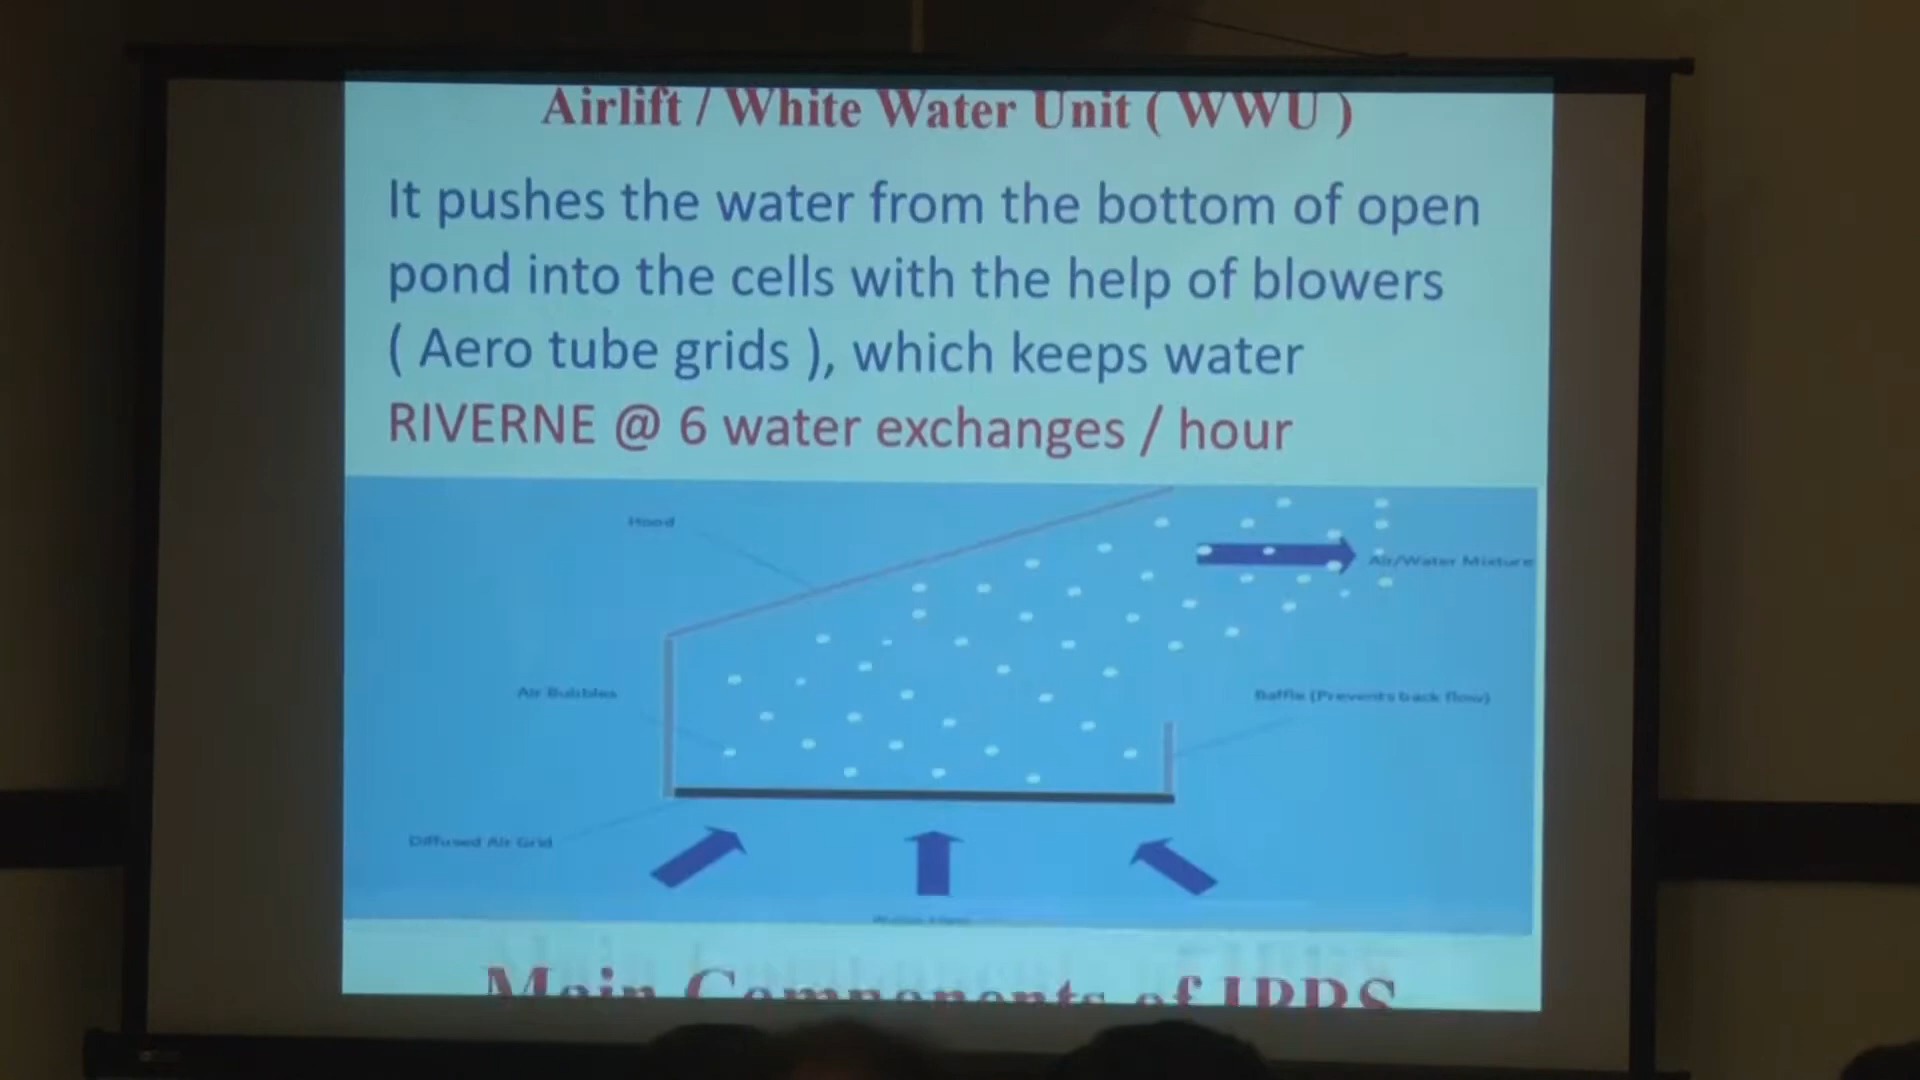 Airlift / White Water Unit ( WWU )
It pushes the water from the bottom of open
pond into the cells with the help of blowers
( Aero tube grids ), which keeps water
RIVERNE @ 6 water exchanges / hour
Hood
Air/Water Mixture
Air Bubbles
Baffle (Prevents back flow)
Diffused Air Grid
Main Components of IPRS